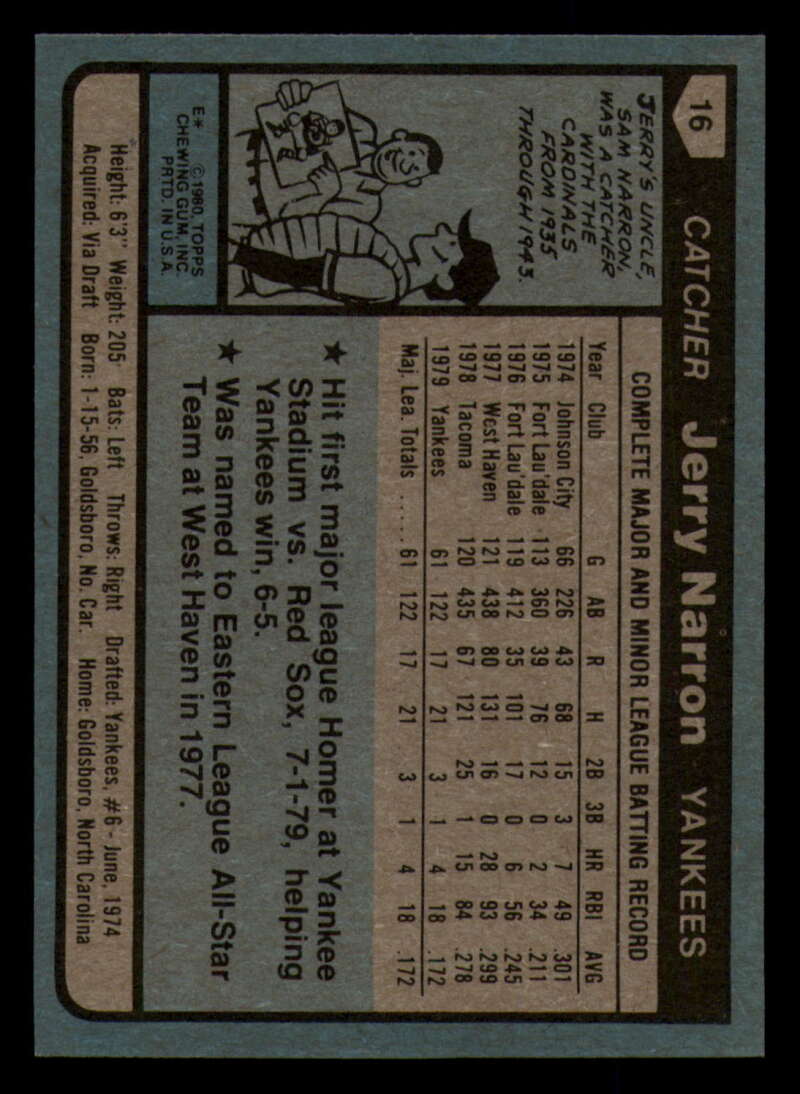 16 CATCHER Jerry Narron YANKEES
JERRY'S UNCLE,
SAM NARRON,
WAS A CATCHER
WITH THE
CARDINALS
FROM 1935
THROUGH 1943.
E* © 1980, TOPPS
CHEWING GUM, INC.
PRTD. IN U.S.A.
COMPLETE MAJOR AND MINOR LEAGUE BATTING RECORD
Year Club G AB R H 2B 3B HR RBI AVG
1974 Johnson City 66 226 43 68 15 3 7 49 .301
1975 Fort Lau'dale 113 360 39 76 12 0 2 34 .211
1976 Fort Lau'dale 119 412 35 101 17 0 6 56 .245
1977 West Haven 121 438 80 131 16 0 28 93 .299
1978 Tacoma 120 435 67 121 25 1 15 84 .278
1979 Yankees 61 122 17 21 3 1 4 18 .172
Maj. Lea. Totals ..... 61 122 17 21 3 1 4 18 .172
★ Hit first major league Homer at Yankee
Stadium vs. Red Sox, 7-1-79, helping
Yankees win, 6-5.
★ Was named to Eastern League All-Star
Team at West Haven in 1977.
Height: 6'3" Weight: 205 Bats: Left Throws: Right Drafted: Yankees, #6 - June, 1974
Acquired: Via Draft Born: 1-15-56, Goldsboro, No. Car. Home: Goldsboro, North Carolina